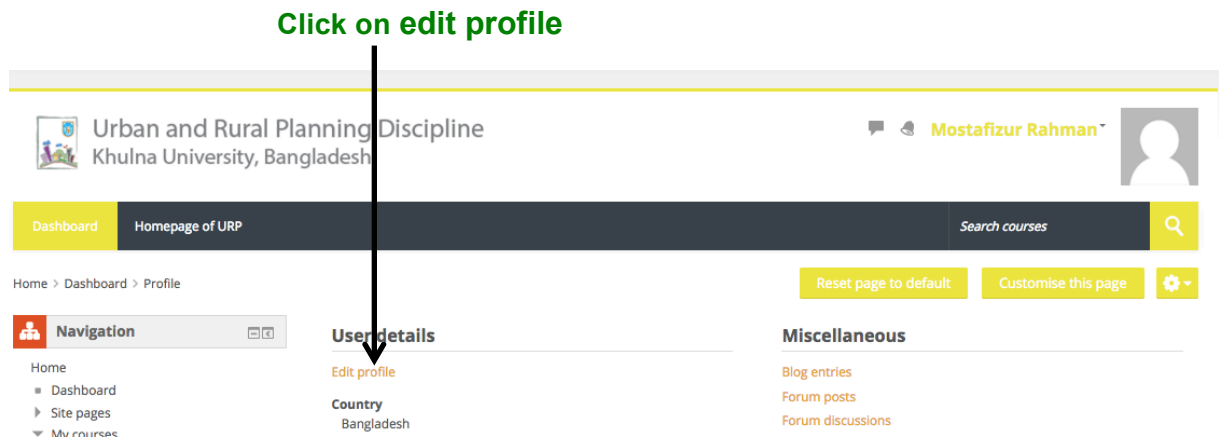 Click on edit profile
Urban and Rural Planning Discipline
Khulna University, Bangladesh
Mostafizur Rahman
Dashboard
Homepage of URP
Search courses
Home > Dashboard > Profile
Reset page to default
Customise this page
Navigation
Home
Dashboard
Site pages
My courses
User details
Edit profile
Country
Bangladesh
Miscellaneous
Blog entries
Forum posts
Forum discussions